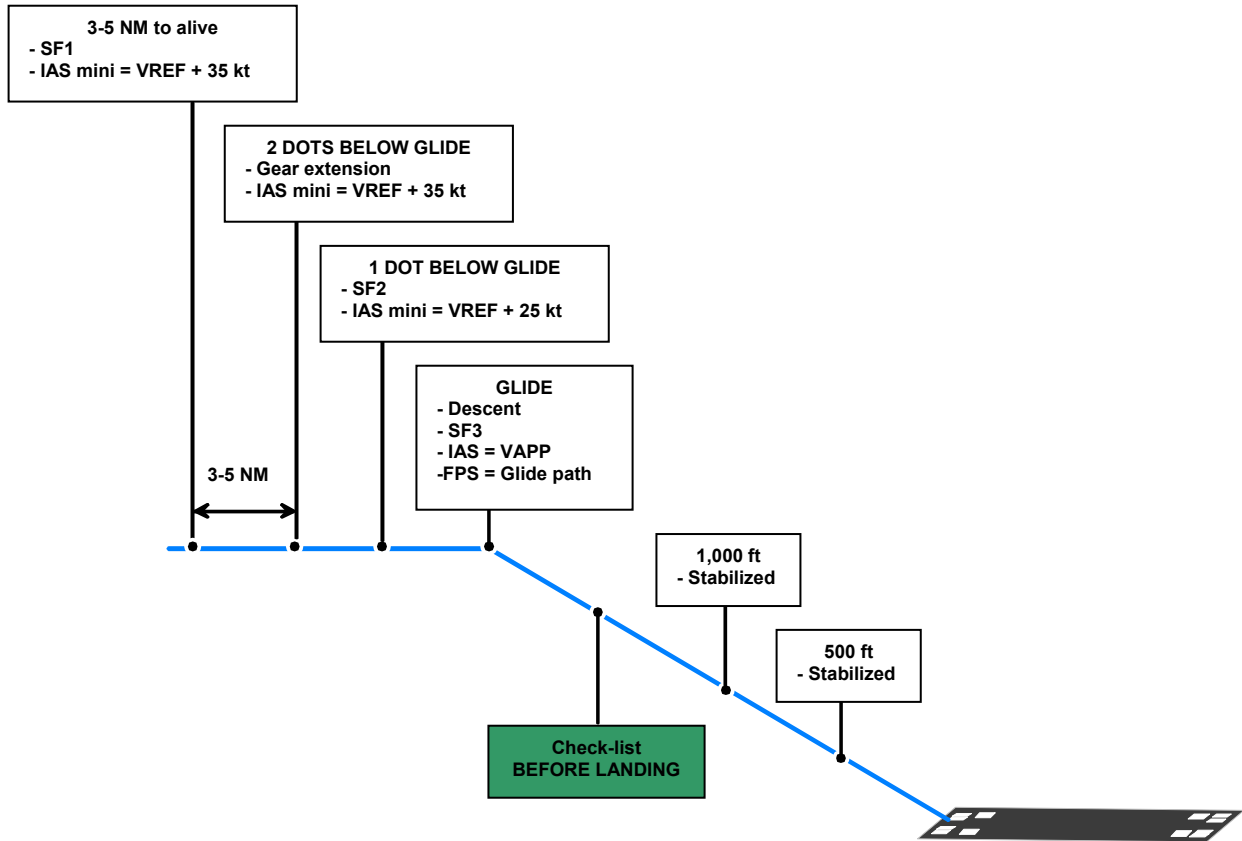 3-5 NM to alive
- SF1
- IAS mini = VREF + 35 kt
2 DOTS BELOW GLIDE
- Gear extension
- IAS mini = VREF + 35 kt
1 DOT BELOW GLIDE
- SF2
- IAS mini = VREF + 25 kt
GLIDE
- Descent
- SF3
- IAS = VAPP
-FPS = Glide path
3-5 NM
1,000 ft
- Stabilized
500 ft
- Stabilized
Check-list
BEFORE LANDING